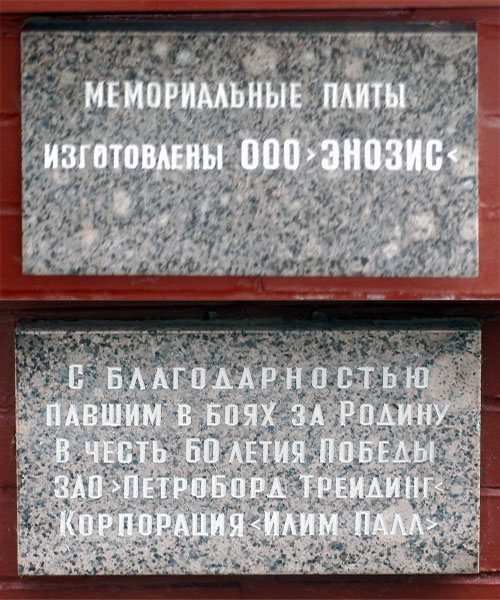 МЕМОРИАЛЬНЫЕ ПЛИТЫ
ИЗГОТОВЛЕНЫ ООО ›ЭНОЗИС‹
С БЛАГОДАРНОСТЬЮ
ПАВШИМ В БОЯХ ЗА РОДИНУ
В ЧЕСТЬ 60 ЛЕТИЯ ПОБЕДЫ
ЗАО ›ПЕТРОБОРД ТРЕЙДИНГ‹
КОРПОРАЦИЯ ‹ИЛИМ ПАЛП›